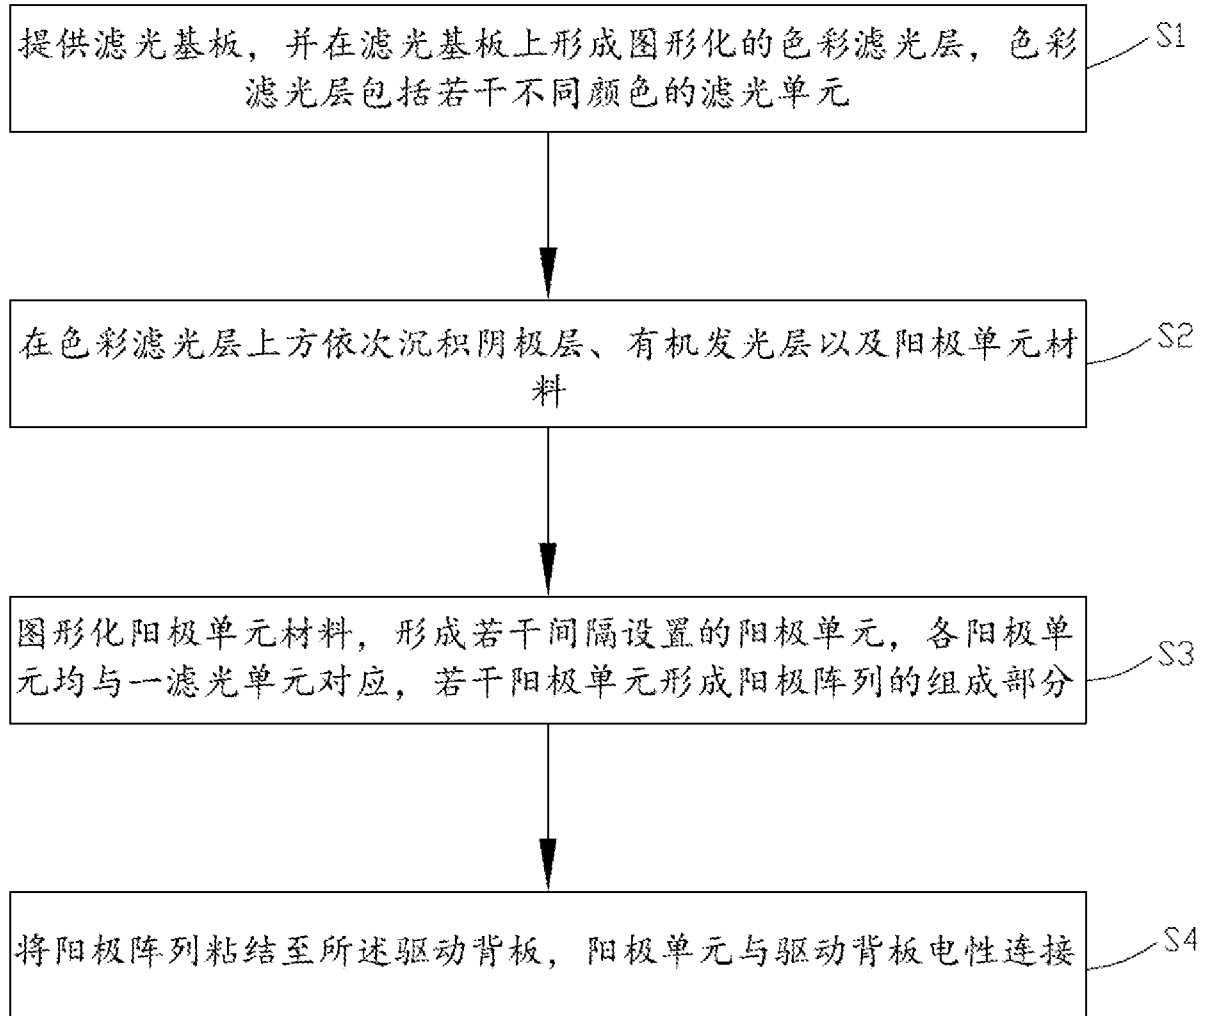 提供滤光基板，并在滤光基板上形成图形化的色彩滤光层，色彩
滤光层包括若干不同颜色的滤光单元
S1
在色彩滤光层上方依次沉积阴极层、有机发光层以及阳极单元材
料
S2
图形化阳极单元材料，形成若干间隔设置的阳极单元，各阳极单
元均与一滤光单元对应，若干阳极单元形成阳极阵列的组成部分
S3
将阳极阵列粘结至所述驱动背板，阳极单元与驱动背板电性连接
S4